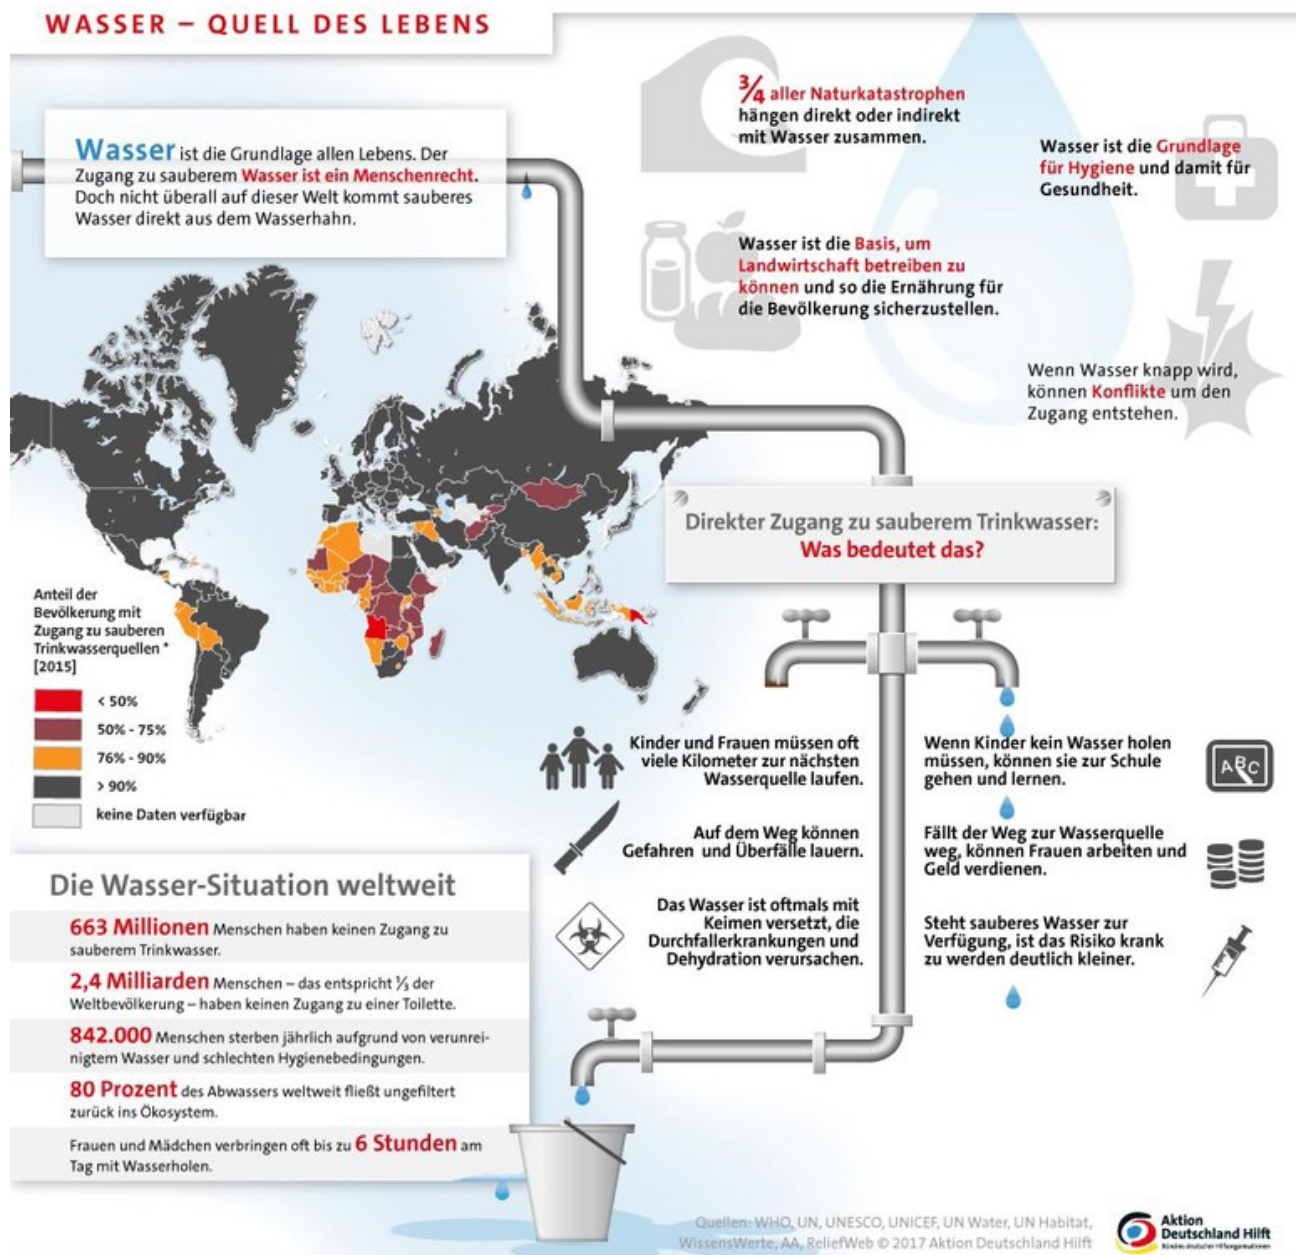 WASSER – QUELL DES LEBENS
Wasser ist die Grundlage allen Lebens. Der
Zugang zu sauberem Wasser ist ein Menschenrecht.
Doch nicht überall auf dieser Welt kommt sauberes
Wasser direkt aus dem Wasserhahn.
¾ aller Naturkatastrophen
hängen direkt oder indirekt
mit Wasser zusammen.
Wasser ist die Grundlage
für Hygiene und damit für
Gesundheit.
Wasser ist die Basis, um
Landwirtschaft betreiben zu
können und so die Ernährung für
die Bevölkerung sicherzustellen.
Wenn Wasser knapp wird,
können Konflikte um den
Zugang entstehen.
Direkter Zugang zu sauberem Trinkwasser:
Was bedeutet das?
Anteil der
Bevölkerung mit
Zugang zu sauberen
Trinkwasserquellen *
[2015]
< 50%
50% - 75%
76% - 90%
> 90%
keine Daten verfügbar
Kinder und Frauen müssen oft
viele Kilometer zur nächsten
Wasserquelle laufen.
Auf dem Weg können
Gefahren und Überfälle lauern.
Das Wasser ist oftmals mit
Keimen versetzt, die
Durchfallerkrankungen und
Dehydration verursachen.
Wenn Kinder kein Wasser holen
müssen, können sie zur Schule
gehen und lernen.
ABC
Fällt der Weg zur Wasserquelle
weg, können Frauen arbeiten und
Geld verdienen.
Steht sauberes Wasser zur
Verfügung, ist das Risiko krank
zu werden deutlich kleiner.
Die Wasser-Situation weltweit
663 Millionen Menschen haben keinen Zugang zu
sauberem Trinkwasser.
2,4 Milliarden Menschen – das entspricht ⅓ der
Weltbevölkerung – haben keinen Zugang zu einer Toilette.
842.000 Menschen sterben jährlich aufgrund von verunrei-
nigtem Wasser und schlechten Hygienebedingungen.
80 Prozent des Abwassers weltweit fließt ungefiltert
zurück ins Ökosystem.
Frauen und Mädchen verbringen oft bis zu 6 Stunden am
Tag mit Wasserholen.
Quellen: WHO, UN, UNESCO, UNICEF, UN Water, UN Habitat,
WissensWerte, AA, ReliefWeb © 2017 Aktion Deutschland Hilft
Aktion
Deutschland Hilft